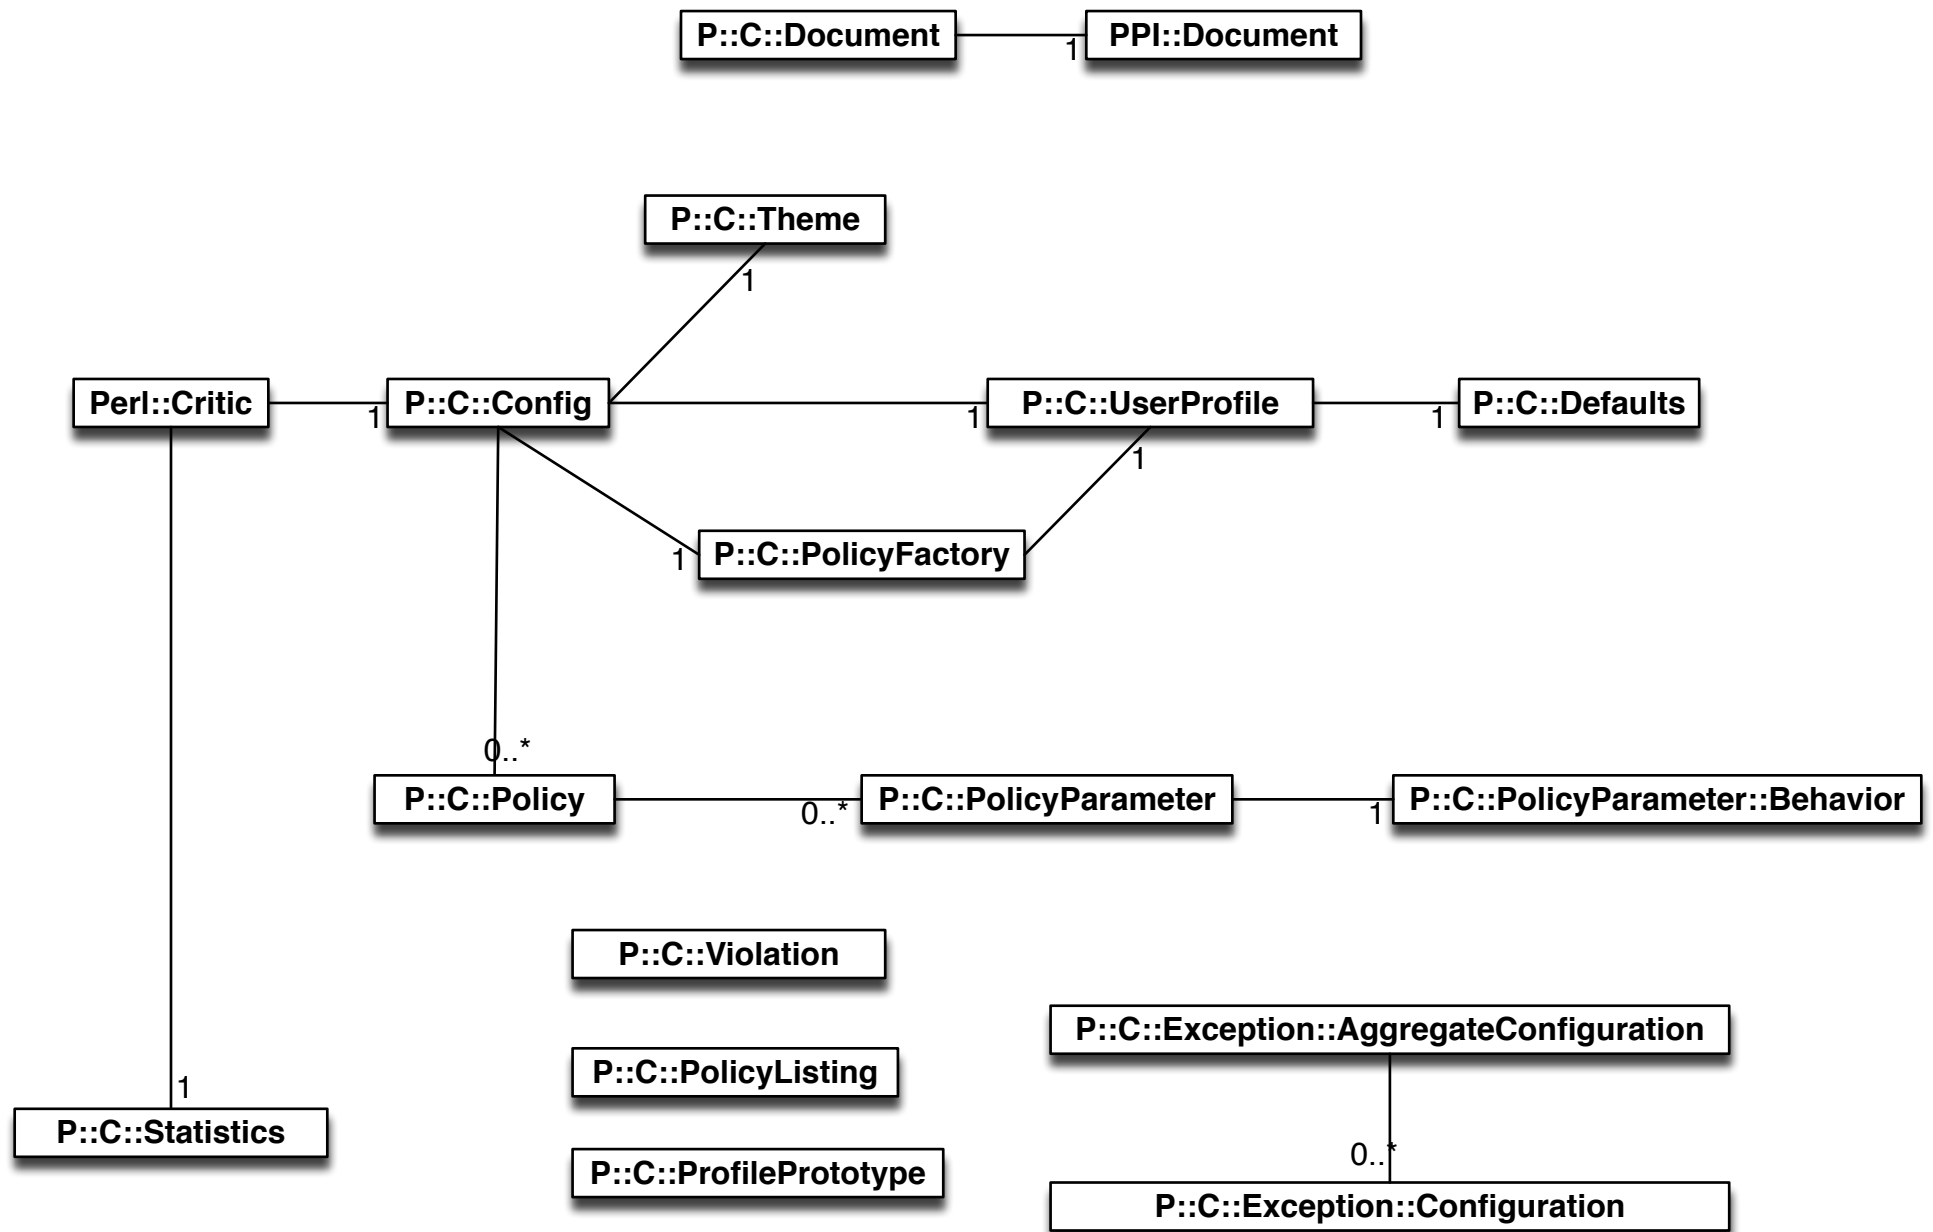 P::C::Document
1
PPI::Document
P::C::Theme
1
Perl::Critic
1
P::C::Config
1
P::C::UserProfile
1
P::C::Defaults
1
1
P::C::PolicyFactory
0..*
P::C::Policy
0..*
P::C::PolicyParameter
1
P::C::PolicyParameter::Behavior
P::C::Violation
P::C::Exception::AggregateConfiguration
P::C::PolicyListing
1
P::C::Statistics
0..*
P::C::ProfilePrototype
P::C::Exception::Configuration